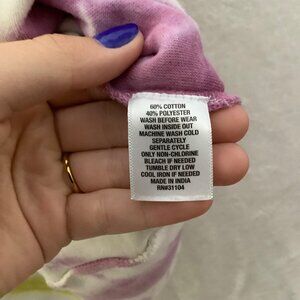 60% COTTON
40% POLYESTER
WASH BEFORE WEAR
WASH INSIDE OUT
MACHINE WASH COLD
SEPARATELY
GENTLE CYCLE
ONLY NON-CHLORINE
BLEACH IF NEEDED
TUMBLE DRY LOW
COOL IRON IF NEEDED
MADE IN INDIA
RN#31104